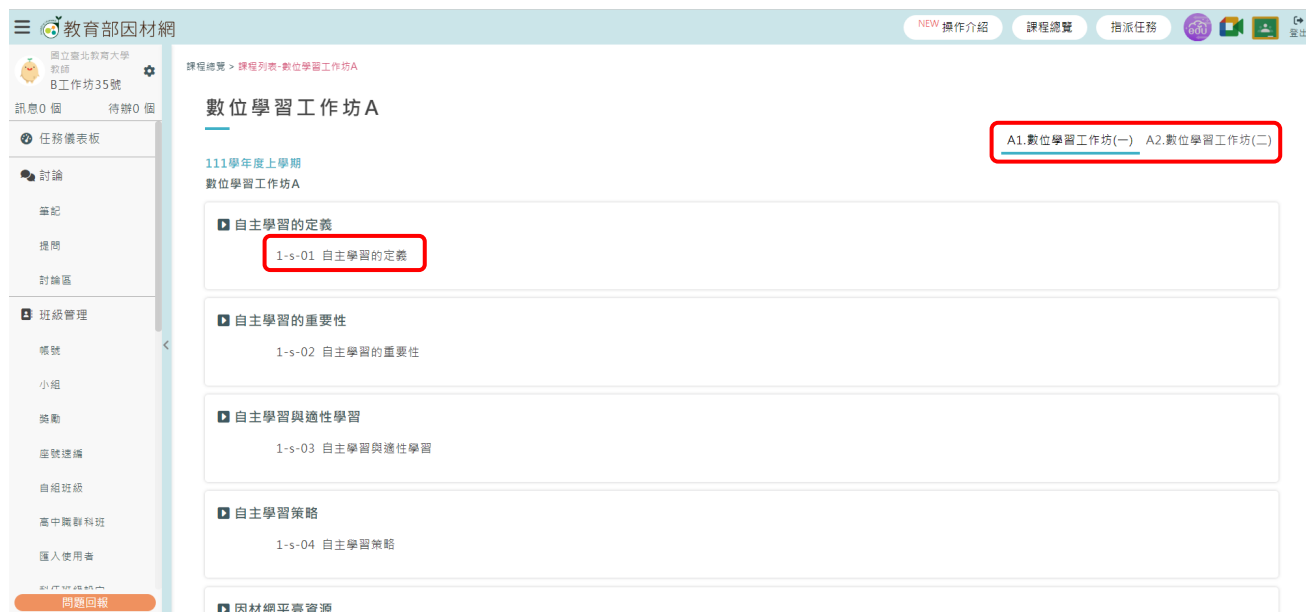 教育部因材網
NEW 操作介紹
課程總覽
指派任務
登出
國立臺北教育大學
教師
B工作坊35號
訊息0 個 待辦0 個
任務儀表板
討論
筆記
提問
討論區
班級管理
帳號
小組
獎勵
座號速編
自組班級
高中職群科班
匯入使用者
問題回報
課程總覽 > 課程列表-數位學習工作坊A
數位學習工作坊A
A1.數位學習工作坊(一) A2.數位學習工作坊(二)
111學年度上學期
數位學習工作坊A
自主學習的定義
1-s-01 自主學習的定義
自主學習的重要性
1-s-02 自主學習的重要性
自主學習與適性學習
1-s-03 自主學習與適性學習
自主學習策略
1-s-04 自主學習策略
因材網平臺資源